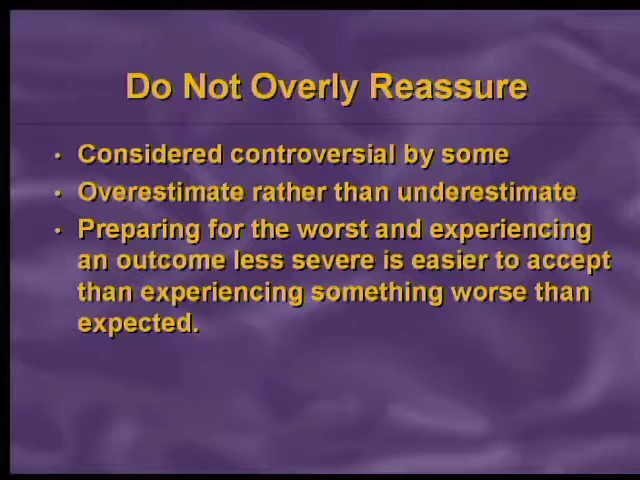 Do Not Overly Reassure
• Considered controversial by some
• Overestimate rather than underestimate
• Preparing for the worst and experiencing
an outcome less severe is easier to accept
than experiencing something worse than
expected.